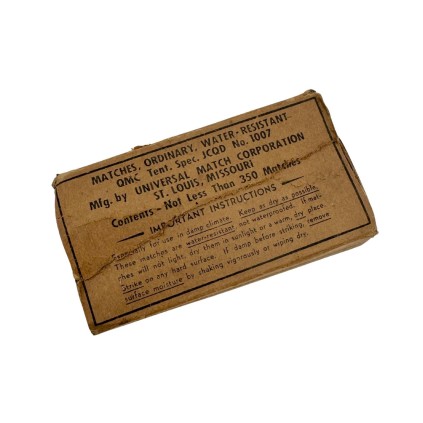 MATCHES, ORDINARY, WATER-RESISTANT
QMC Tent. Spec. JCQD No. 1007
Mfg. by UNIVERSAL MATCH CORPORATION
ST. LOUIS, MISSOURI
Contents—Not Less Than 350 Matches
IMPORTANT INSTRUCTIONS
Especially for use in damp climate. Keep as dry as possible.
These matches are water-resistant not waterproofed. If mat-
ches will not light, dry them in sunlight or a warm, dry place.
Strike on any hard surface. If damp before striking, remove
surface moisture by shaking vigorously or wiping dry.